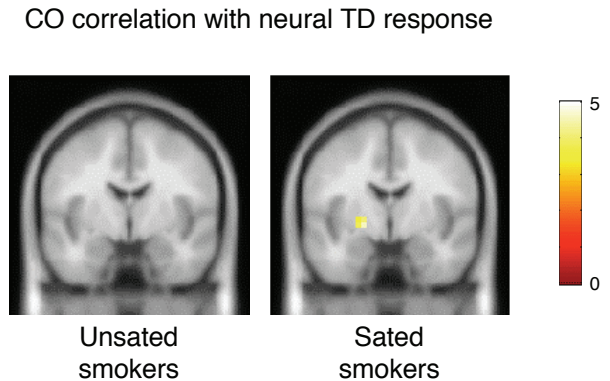 CO correlation with neural TD response
5
0
Unsated
smokers
Sated
smokers